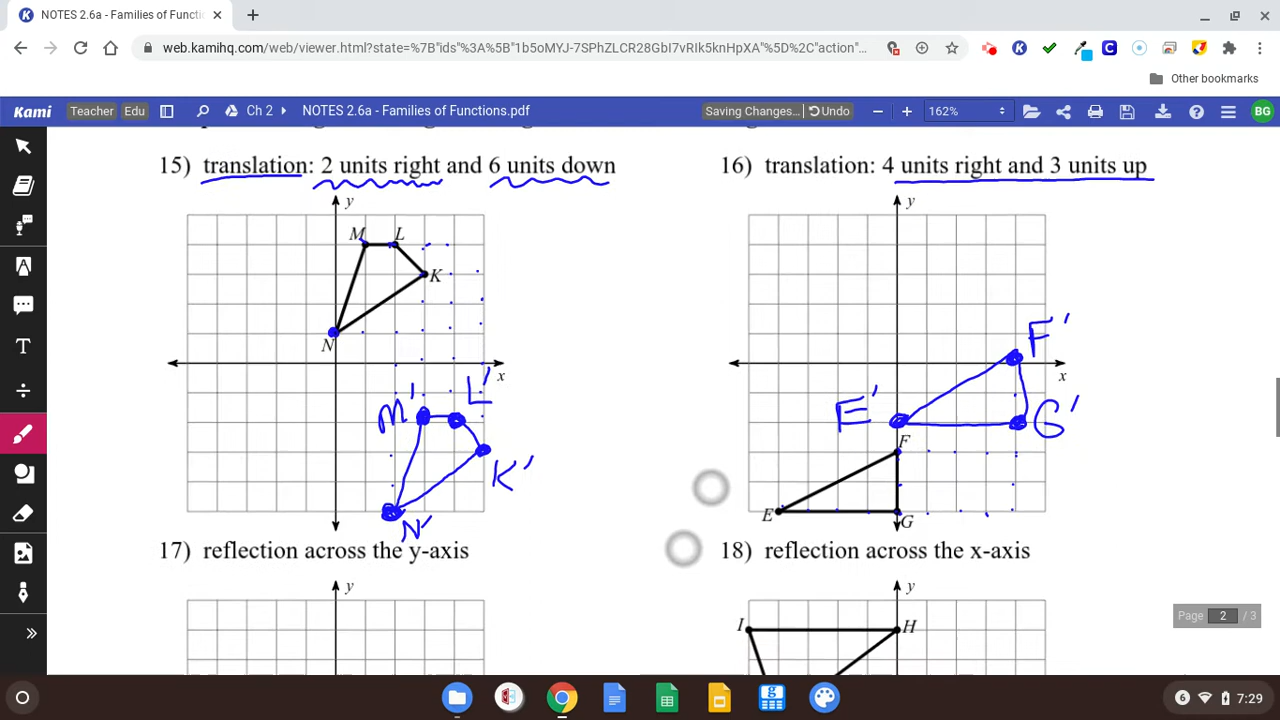 NOTES 2.6a - Families of Functi
web.kamihq.com/web/viewer.html?state=%7B"ids"%3A%5B"1b5oMYJ-7SPhZLCR28GbI7vRIk5knHpXA"%5D%2C"action"...
Other bookmarks
Kami Teacher Edu Ch 2 NOTES 2.6a - Families of Functions.pdf Saving Changes... Undo 162% BG
15) translation: 2 units right and 6 units down
16) translation: 4 units right and 3 units up
y
M L
K
N
x
M' L'
K'
N'
y
F'
x
E' G'
F
E G
17) reflection across the y-axis
18) reflection across the x-axis
y
y
I H
Page 2 / 3
6 7:29